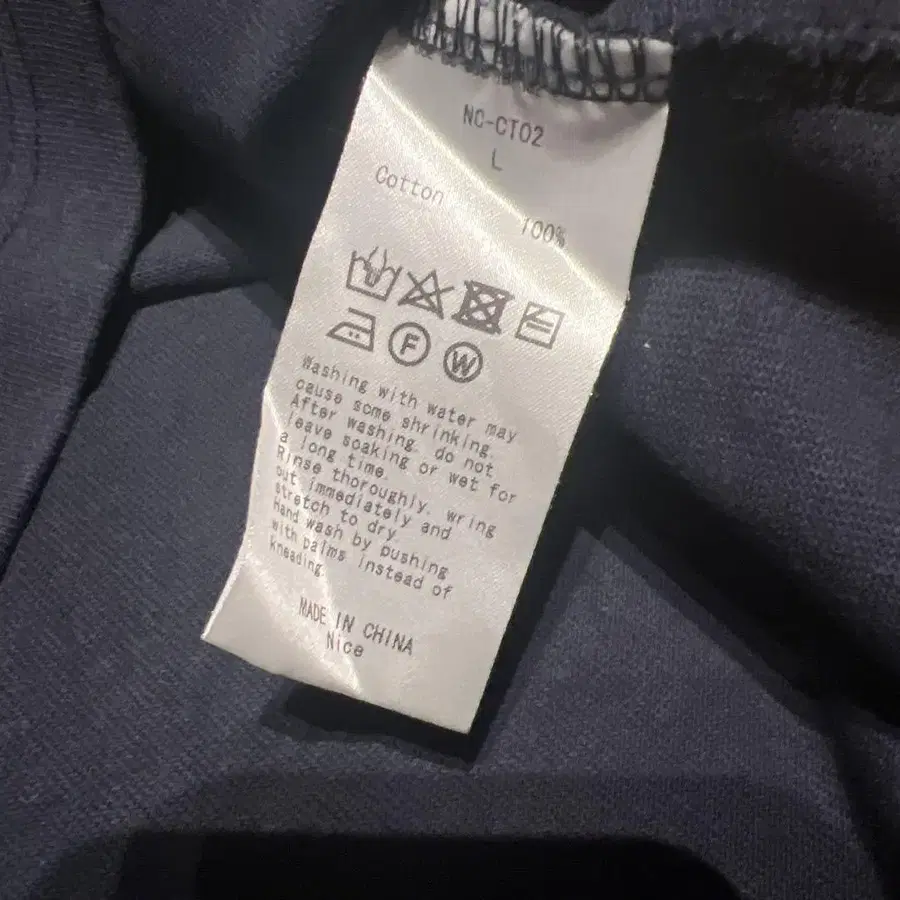 NC-CT02
L
Cotton
100%
F W
Washing with water may
cause some shrinking.
After washing, do not
leave soaking or wet for
a long time.
Rinse thoroughly, wring
out immediately and
stretch to dry.
Hand wash by pushing
with palms instead of
kneading.
MADE IN CHINA
Nice